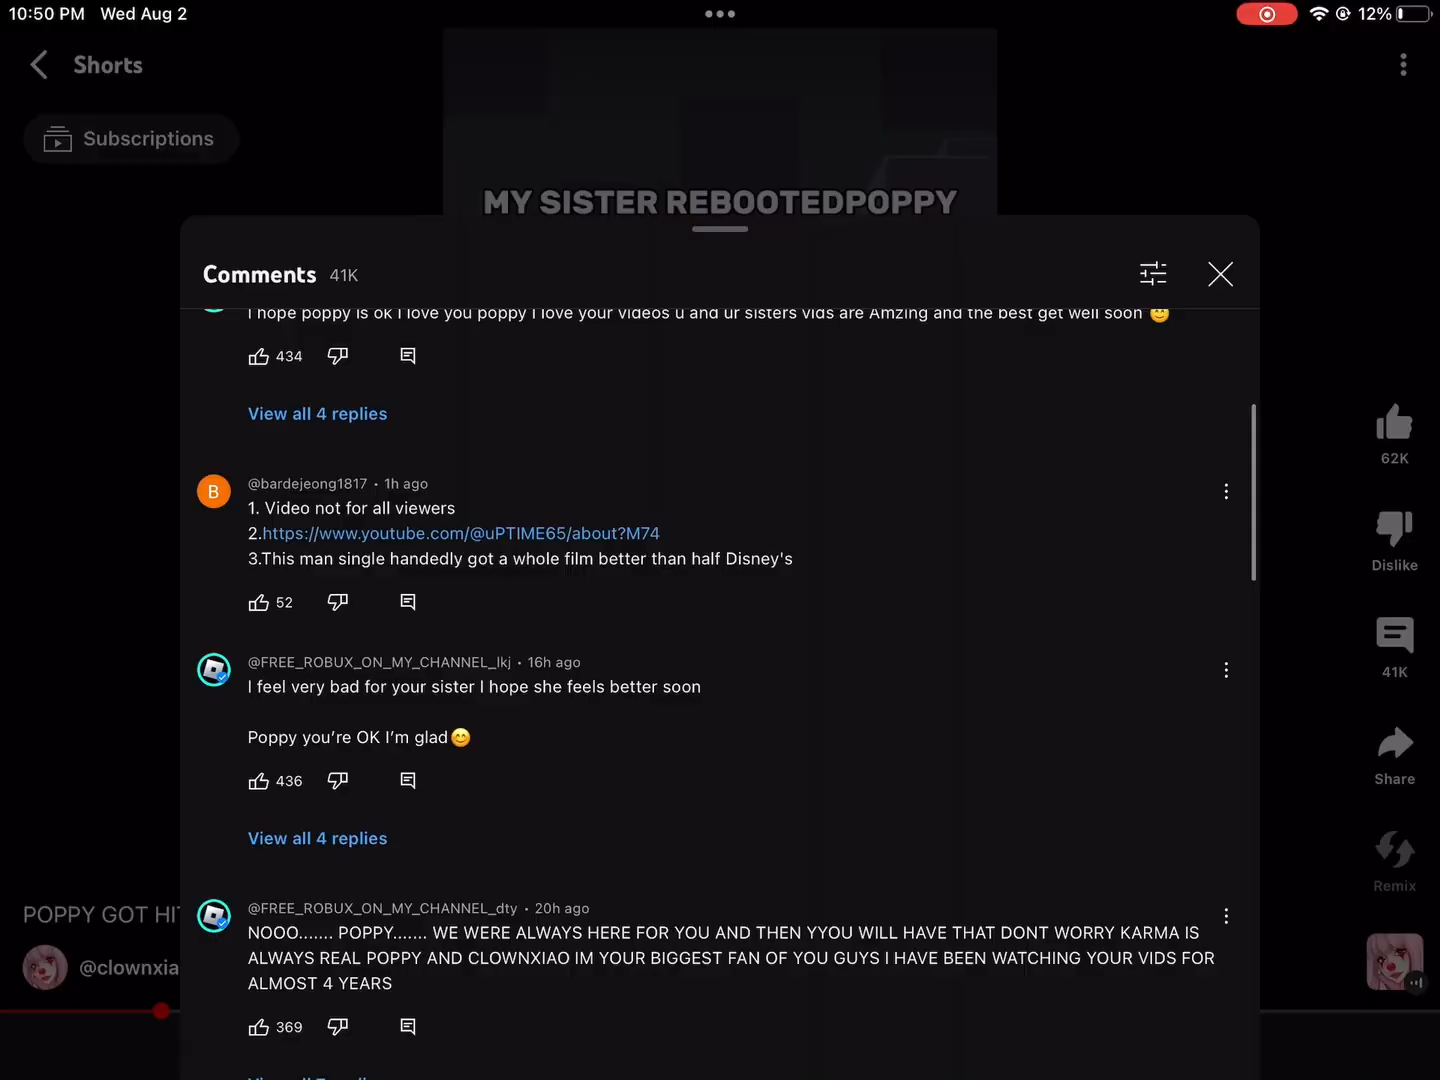 10:50 PM Wed Aug 2
12%
Shorts
Subscriptions
MY SISTER REBOOTEDPOPPY
Comments 41K
I hope poppy is ok I love you poppy I love your videos u and ur sisters vids are Amzing and the best get well soon 😊
434
View all 4 replies
B
@bardejeong1817 • 1h ago
1. Video not for all viewers
2.https://www.youtube.com/@uPTIME65/about?M74
3.This man single handedly got a whole film better than half Disney's
52
@FREE_ROBUX_ON_MY_CHANNEL_lkj • 16h ago
I feel very bad for your sister I hope she feels better soon
Poppy you’re OK I’m glad😊
436
View all 4 replies
@FREE_ROBUX_ON_MY_CHANNEL_dty • 20h ago
NOOO....... POPPY....... WE WERE ALWAYS HERE FOR YOU AND THEN YYOU WILL HAVE THAT DONT WORRY KARMA IS
ALWAYS REAL POPPY AND CLOWNXIAO IM YOUR BIGGEST FAN OF YOU GUYS I HAVE BEEN WATCHING YOUR VIDS FOR
ALMOST 4 YEARS
369
62K
Dislike
41K
Share
Remix
POPPY GOT HIT
@clownxia